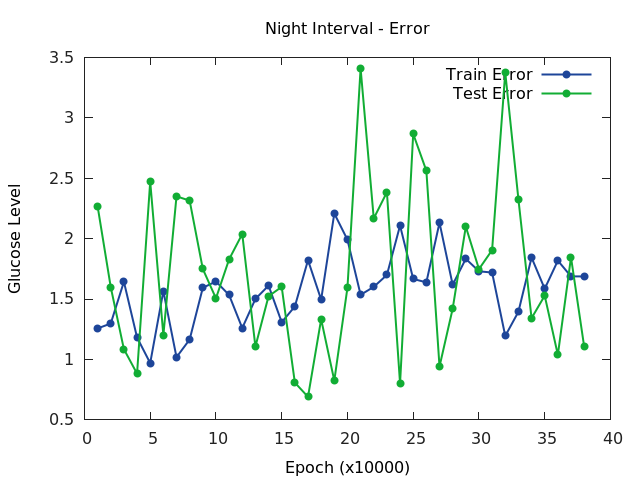 Night Interval - Error
3.5
3
2.5
2
1.5
1
0.5
Glucose Level
Train Error
Test Error
0 5 10 15 20 25 30 35 40
Epoch (x10000)